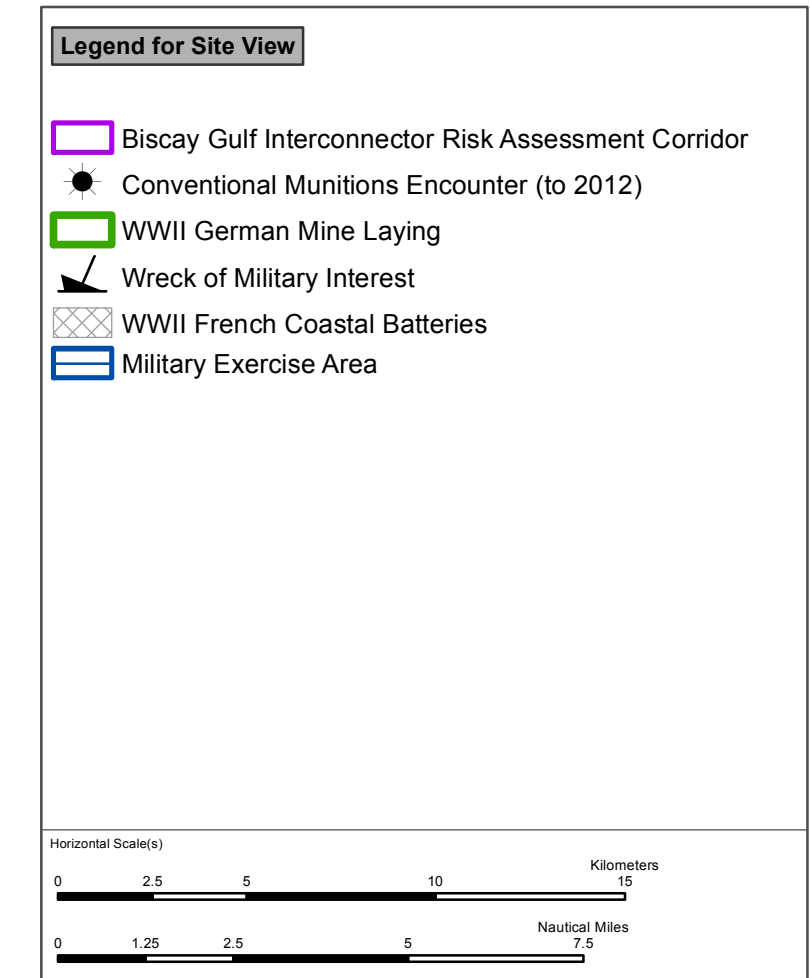 Legend for Site View
Biscay Gulf Interconnector Risk Assessment Corridor
Conventional Munitions Encounter (to 2012)
WWII German Mine Laying
Wreck of Military Interest
WWII French Coastal Batteries
Military Exercise Area
Horizontal Scale(s)
Kilometers
0 2.5 5 10 15
Nautical Miles
0 1.25 2.5 5 7.5